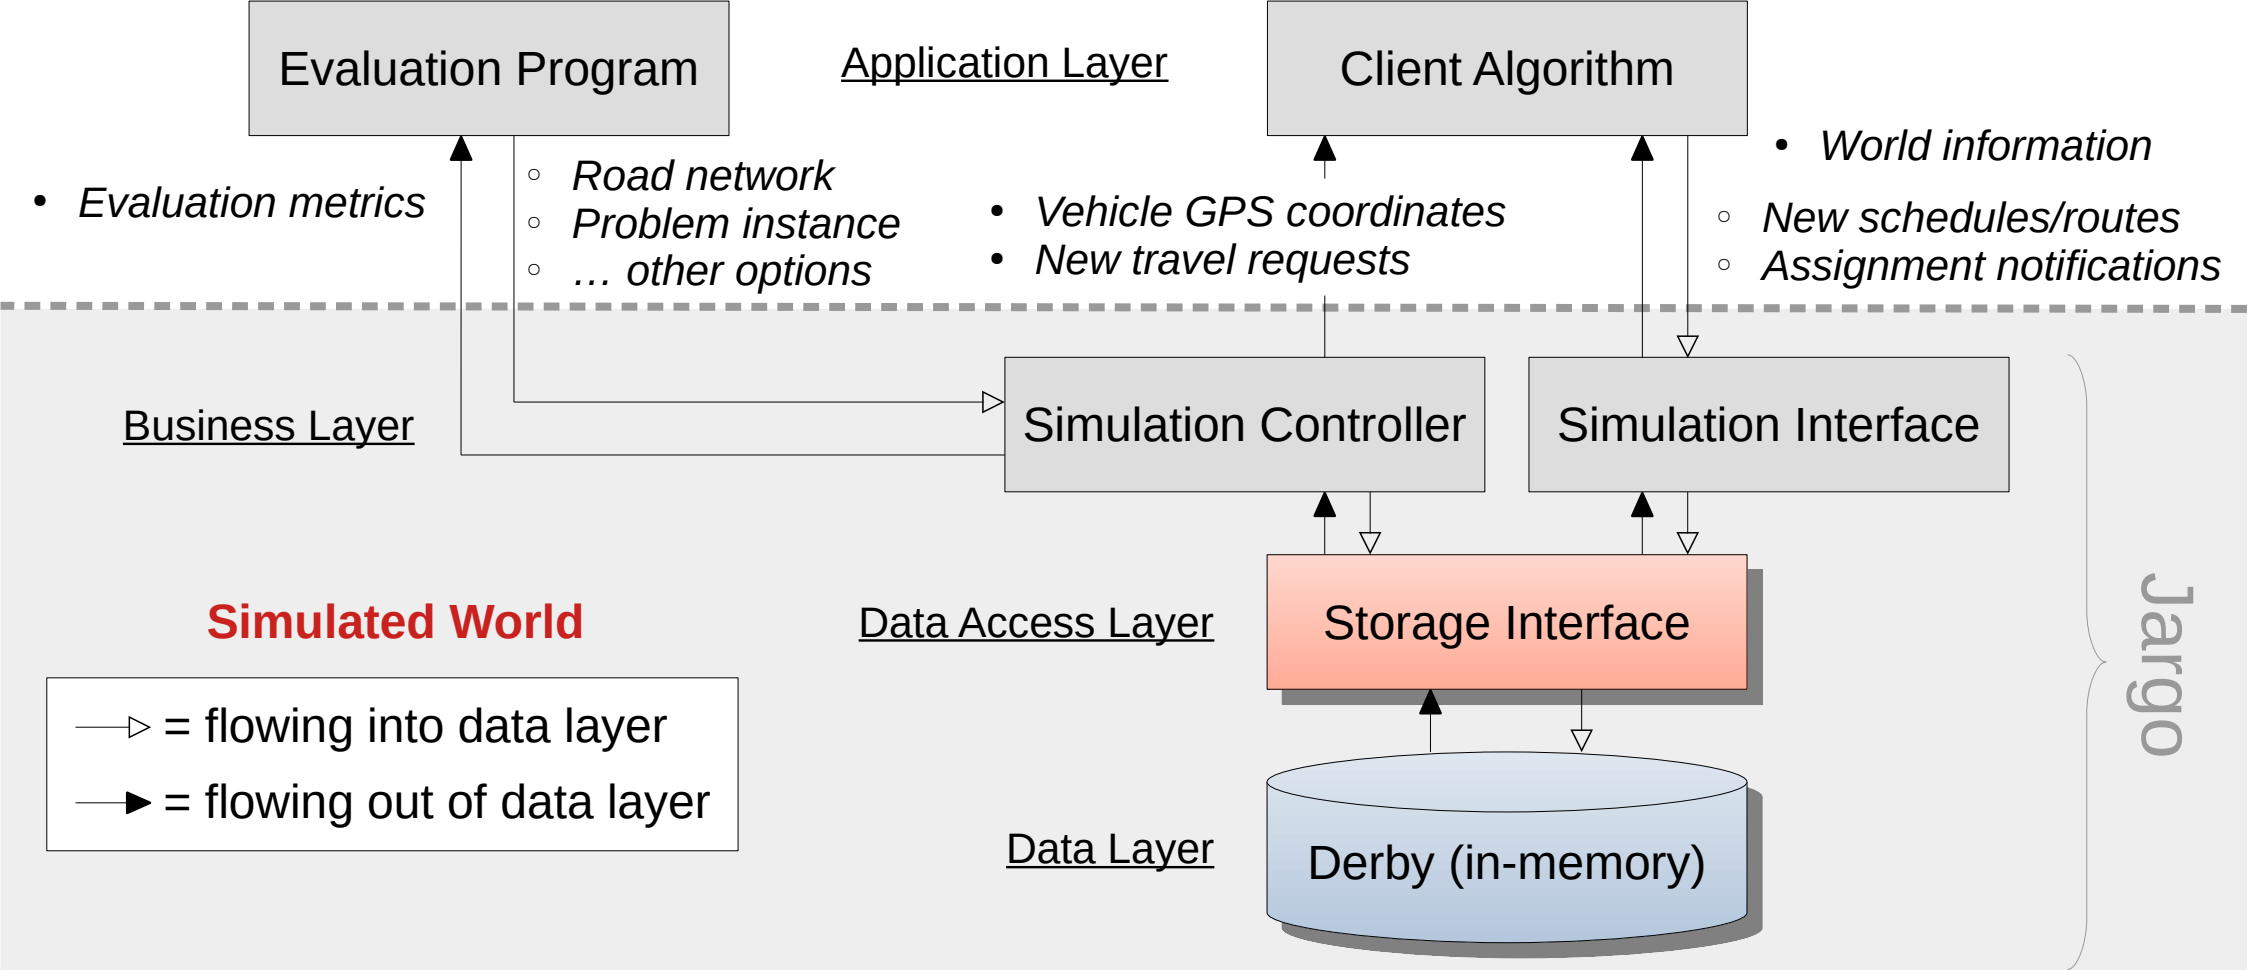 Evaluation Program
Application Layer
Client Algorithm
• Evaluation metrics
○ Road network
○ Problem instance
○ … other options
• Vehicle GPS coordinates
• New travel requests
• World information
○ New schedules/routes
○ Assignment notifications
Business Layer
Simulation Controller
Simulation Interface
Simulated World
Data Access Layer
Storage Interface
Jargo
= flowing into data layer
= flowing out of data layer
Data Layer
Derby (in-memory)